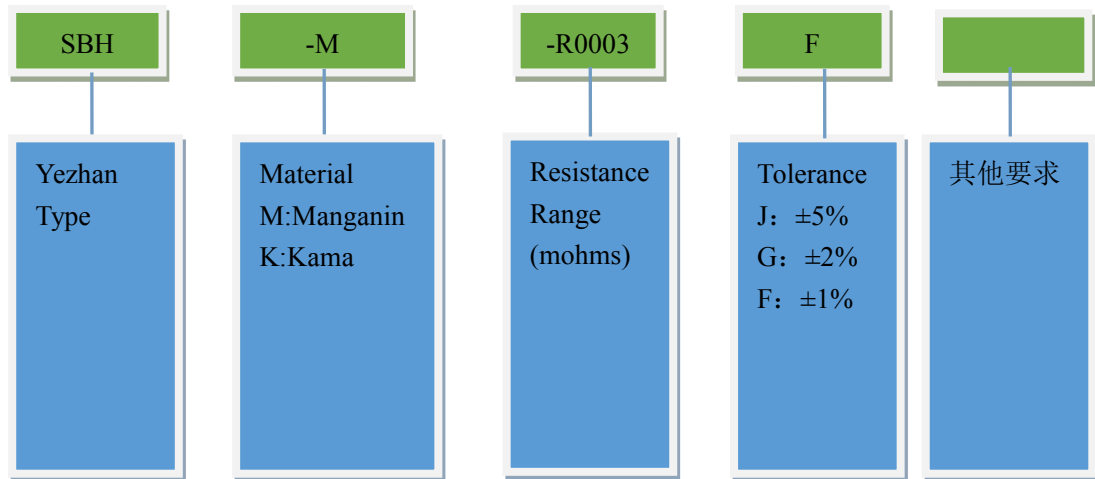 SBH
-M
-R0003
F
Yezhan
Type
Material
M:Manganin
K:Kama
Resistance
Range
(mohms)
Tolerance
J：±5%
G：±2%
F：±1%
其他要求